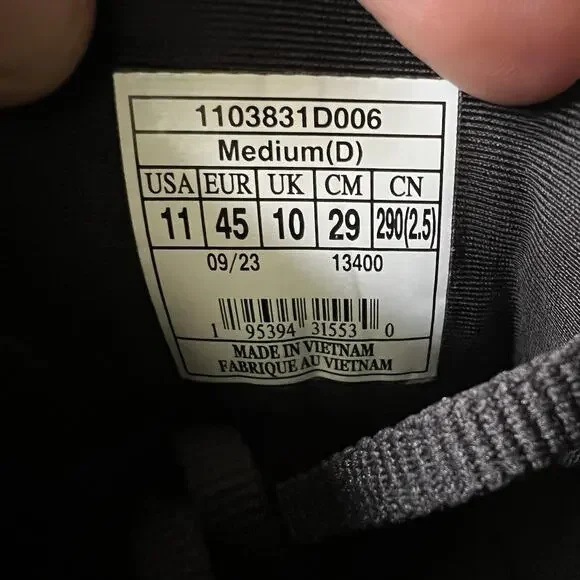 1103831D006
Medium(D)
USA EUR UK CM CN
11 45 10 29 290(2.5)
09/23 13400
1 95394 31553 0
MADE IN VIETNAM
FABRIQUE AU VIETNAM